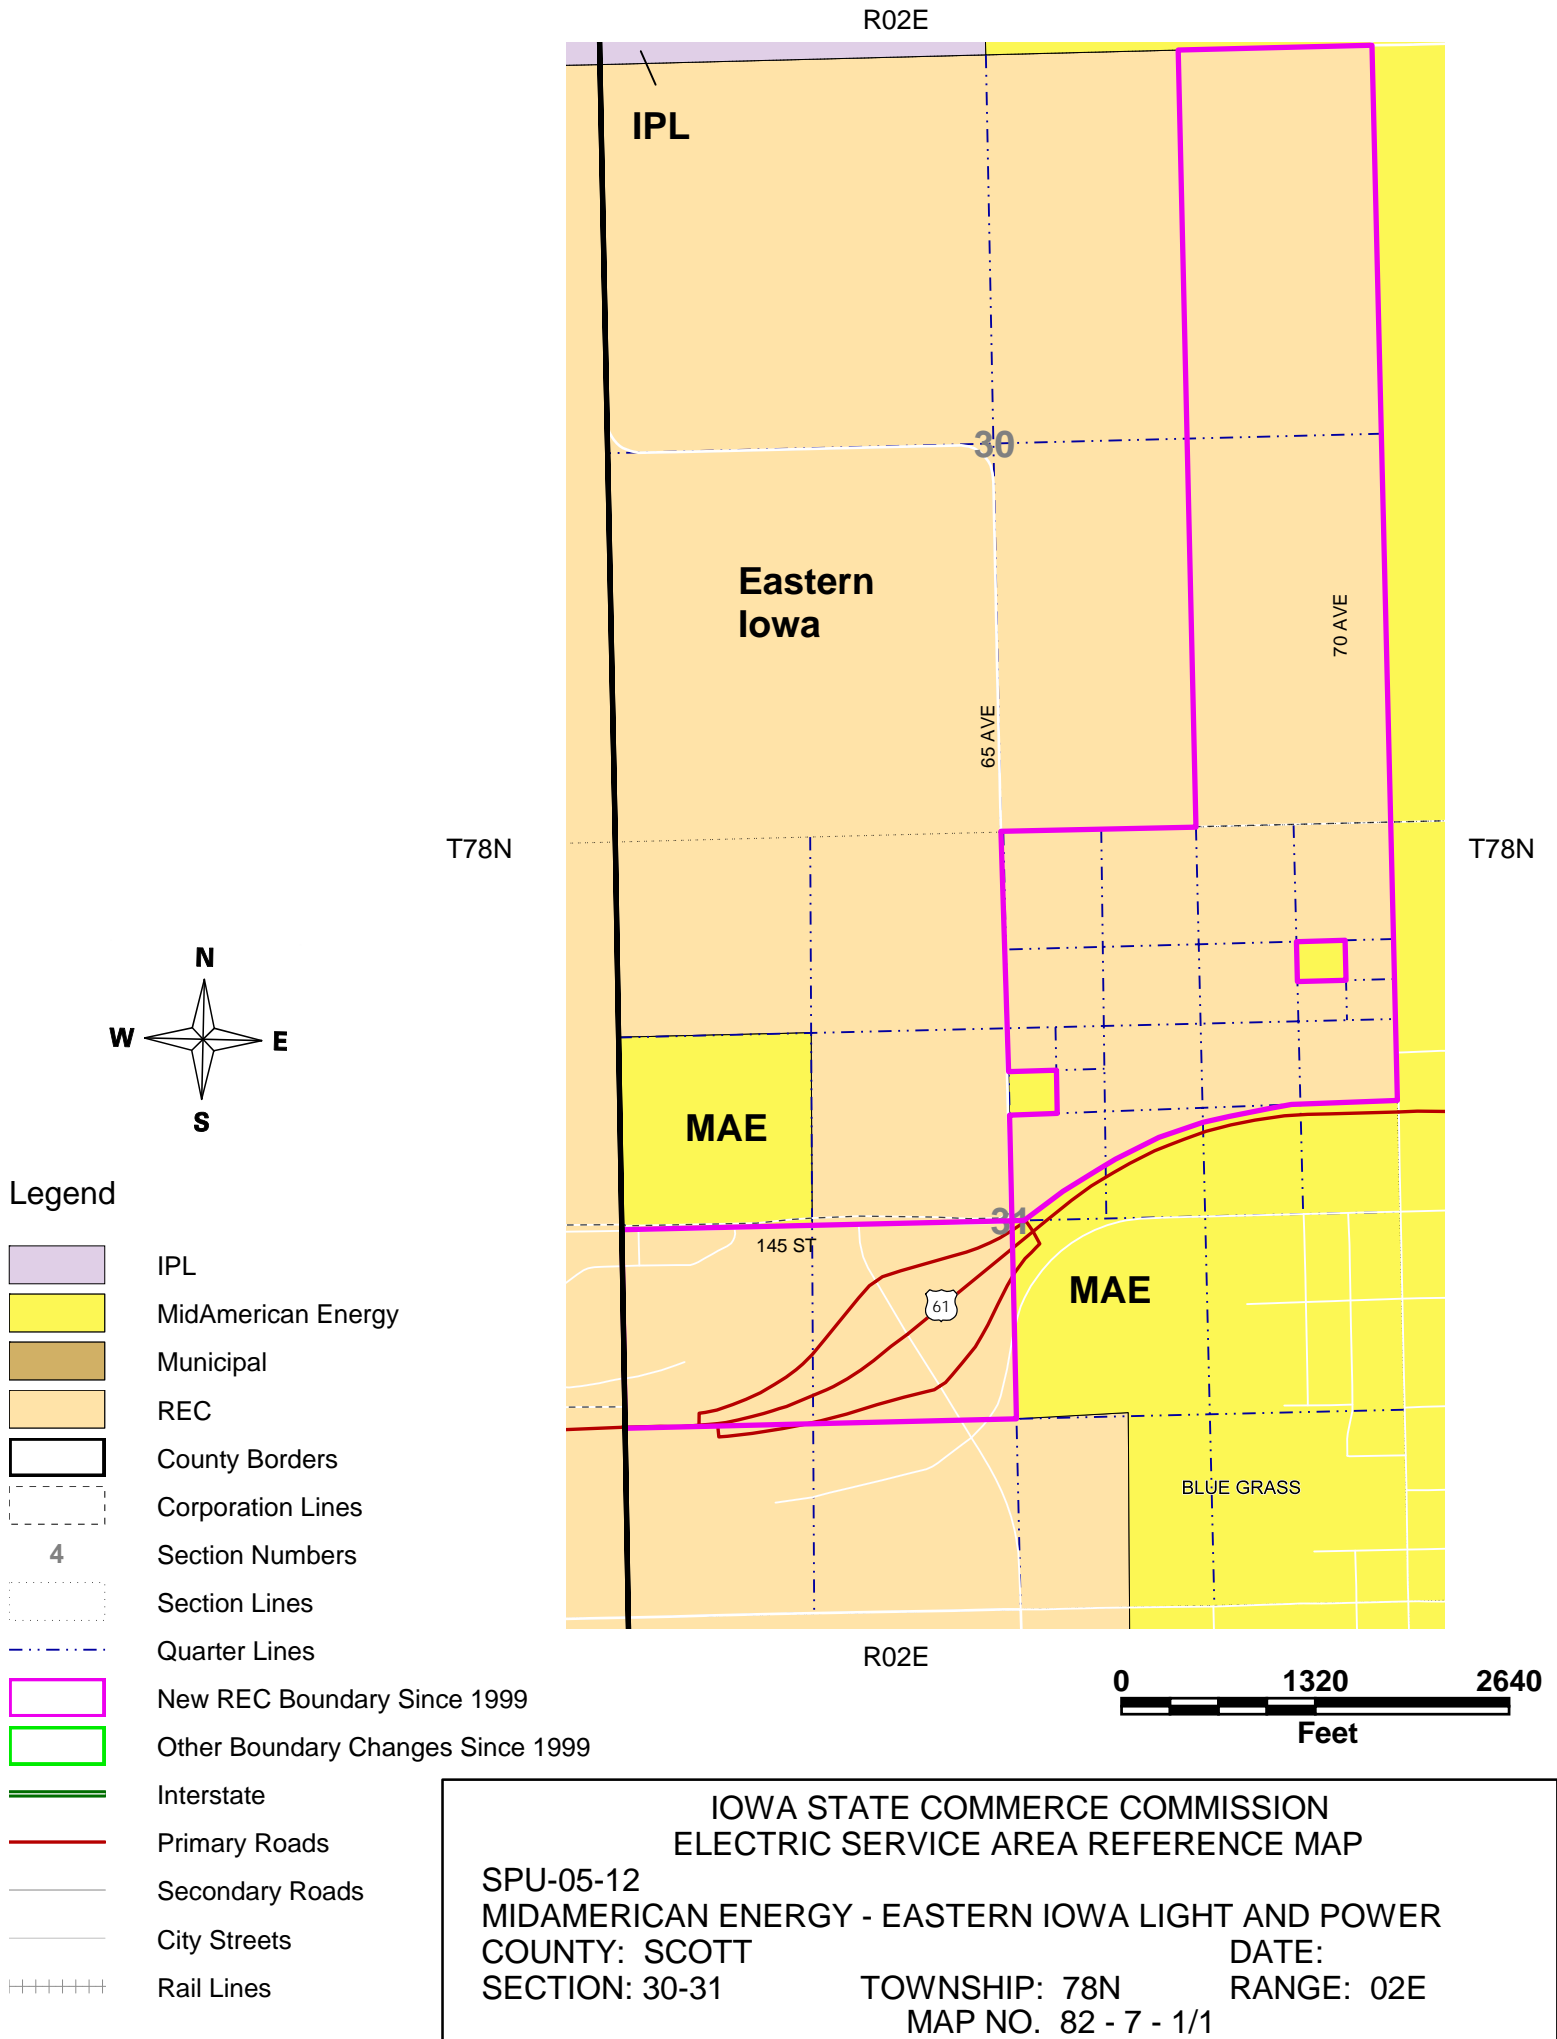 R02E
IPL
30
Eastern
Iowa
70 AVE
65 AVE
T78N
T78N
N
W
E
S
MAE
31
145 ST
61
MAE
BLUE GRASS
Legend
IPL
MidAmerican Energy
Municipal
REC
County Borders
Corporation Lines
4 Section Numbers
Section Lines
Quarter Lines
New REC Boundary Since 1999
Other Boundary Changes Since 1999
Interstate
Primary Roads
Secondary Roads
City Streets
Rail Lines
R02E
0 1320 2640
Feet
IOWA STATE COMMERCE COMMISSION
ELECTRIC SERVICE AREA REFERENCE MAP
SPU-05-12
MIDAMERICAN ENERGY - EASTERN IOWA LIGHT AND POWER
COUNTY: SCOTT DATE:
SECTION: 30-31 TOWNSHIP: 78N RANGE: 02E
MAP NO. 82 - 7 - 1/1